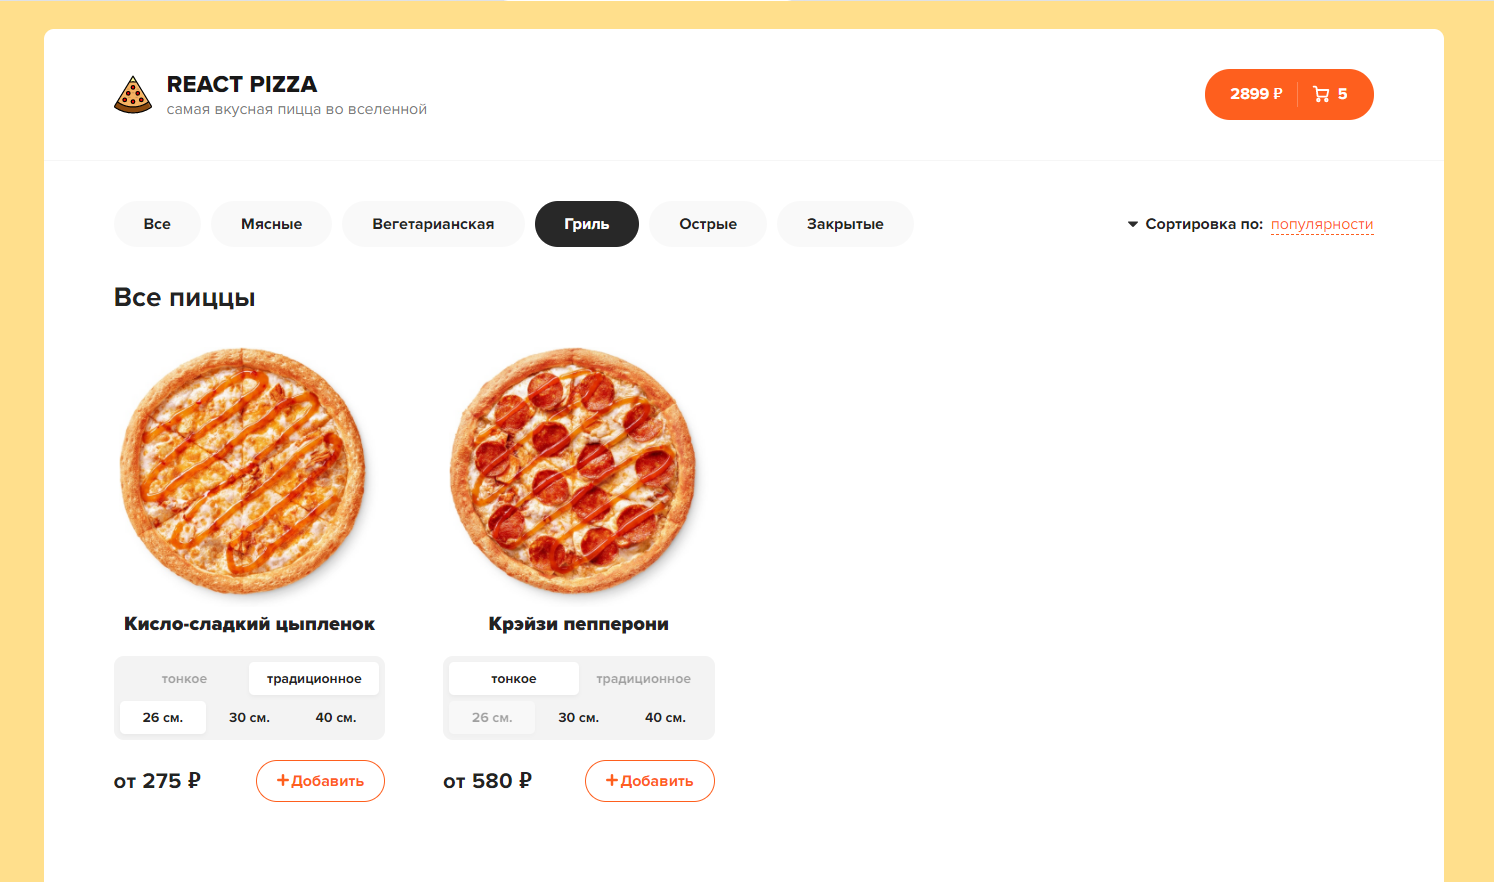 REACT PIZZA
самая вкусная пицца во вселенной
2899 ₽ 5
Все Мясные Вегетарианская Гриль Острые Закрытые
Сортировка по: популярности
Все пиццы
Кисло-сладкий цыпленок
тонкое традиционное
26 см. 30 см. 40 см.
от 275 ₽ +Добавить
Крэйзи пепперони
тонкое традиционное
26 см. 30 см. 40 см.
от 580 ₽ +Добавить